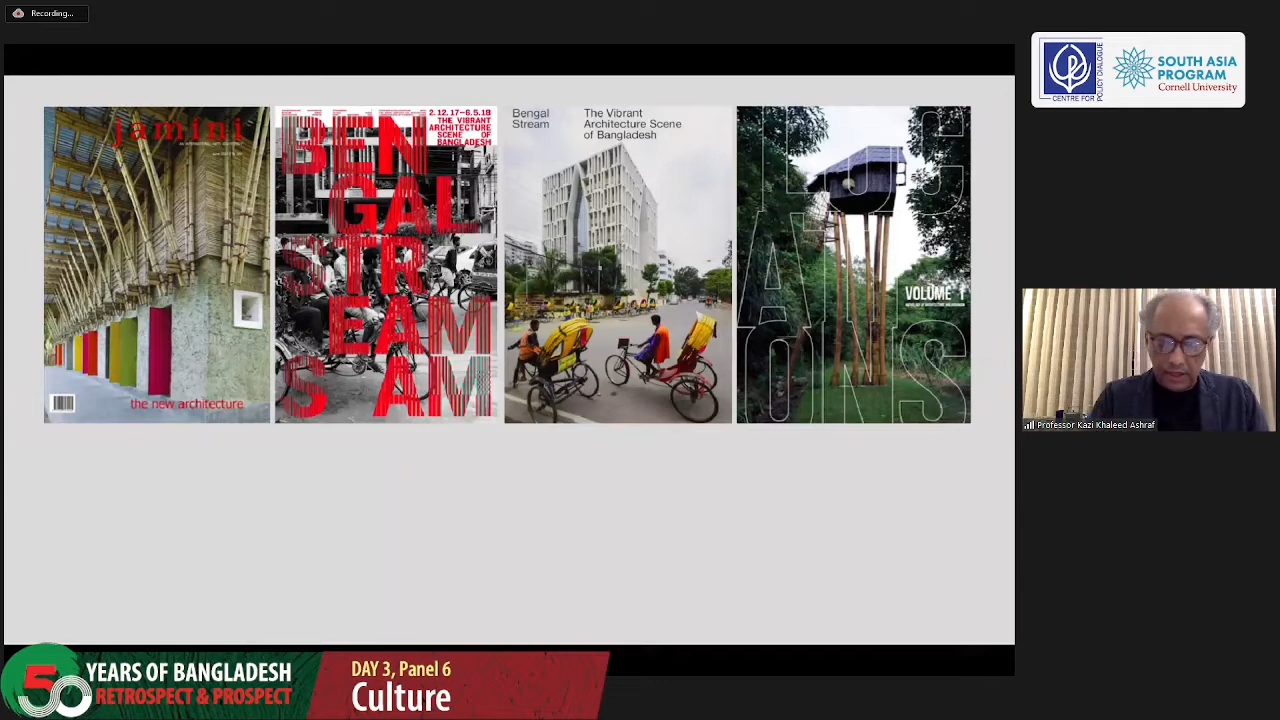 Recording...
jamini
the new architecture
2.12.17-6.5.18
THE VIBRANT
ARCHITECTURE
SCENE OF
BANGLADESH
BEN
GAL
STR
EAM
SAM
Bengal
Stream
The Vibrant
Architecture Scene
of Bangladesh
LOCATIONS
VOLUME 1
CENTRE FOR
POLICY DIALOGUE
SOUTH ASIA
PROGRAM
Cornell University
Professor Kazi Khaleed Ashraf
50 YEARS OF BANGLADESH
RETROSPECT & PROSPECT
DAY 3, Panel 6
Culture